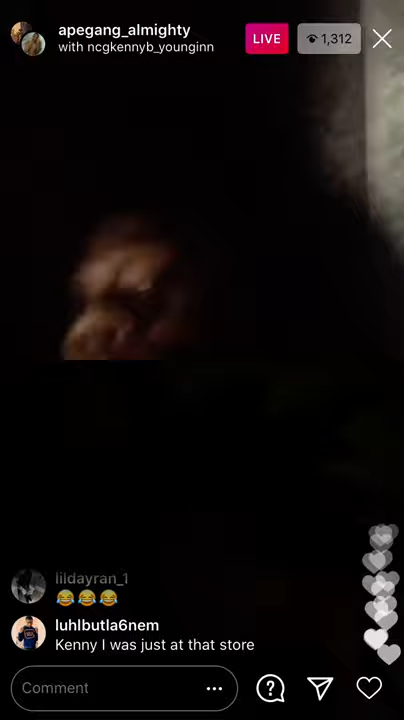 apegang_almighty
with ncgkennyb_younginn
LIVE
1,312
lildayran_1
😂😂😂
luhlbutla6nem
Kenny I was just at that store
Comment